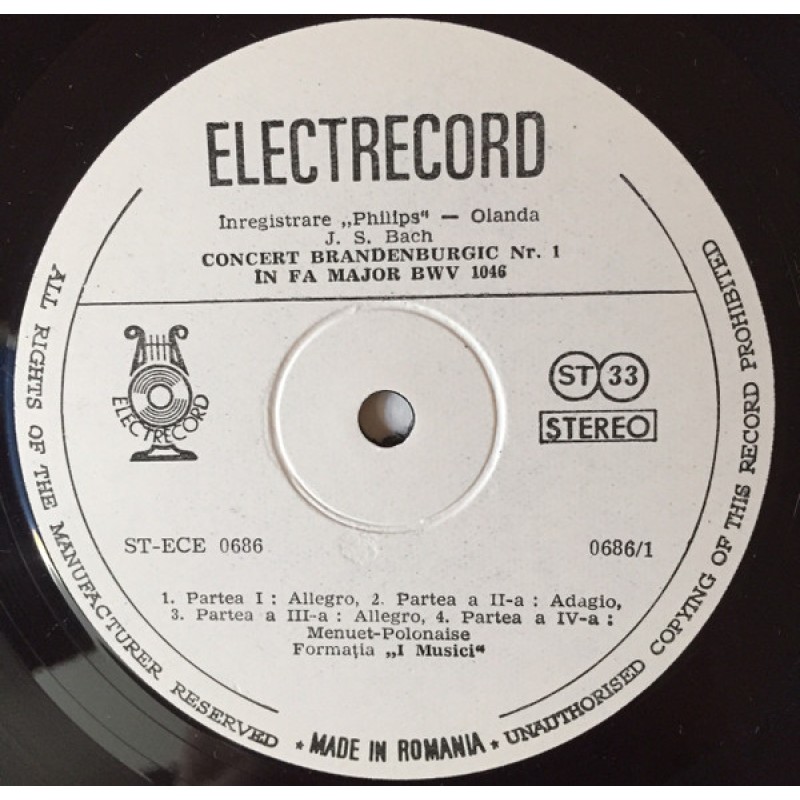 ELECTRECORD
Inregistrare „Philips“ — Olanda
J. S. Bach
CONCERT BRANDENBURGIC Nr. 1
ÎN FA MAJOR BWV 1046
ELECTRECORD
ST 33
STEREO
ST-ECE 0686
0686/1
1. Partea I : Allegro, 2. Partea a II-a : Adagio,
3. Partea a III-a : Allegro, 4. Partea a IV-a :
Menuet-Polonaise
Formația „I Musici“
ALL RIGHTS OF THE MANUFACTURER RESERVED ★ MADE IN ROMANIA ★ UNAUTHORISED COPYING OF THIS RECORD PROHIBITED